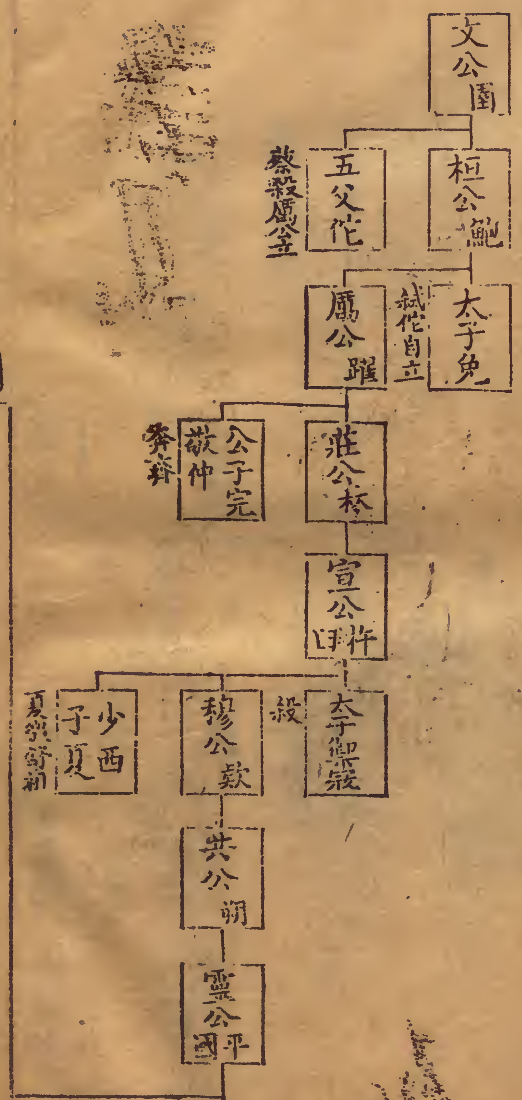 文公圉
桓公鮑
五父佗
蔡殺厲公立
太子免
弑佗自立
厲公躍
莊公林
公子完
敬仲
奔齊
宣公杵臼
太子禦寇
殺
穆公款
少西
子夏
夏徵舒祖
共公朔
靈公平國